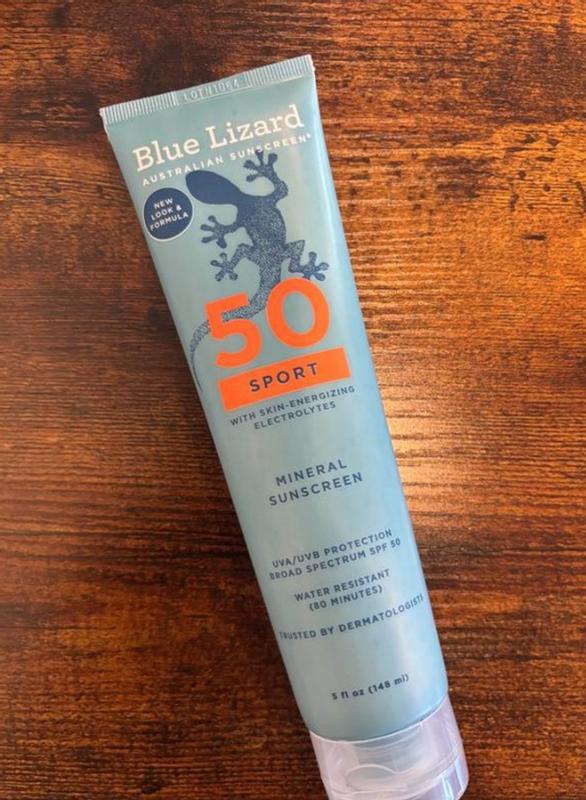 Blue Lizard
AUSTRALIAN SUNSCREEN®
NEW
LOOK &
FORMULA
50
SPORT
WITH SKIN-ENERGIZING
ELECTROLYTES
MINERAL
SUNSCREEN
UVA/UVB PROTECTION
BROAD SPECTRUM SPF 50
WATER RESISTANT
(80 MINUTES)
TRUSTED BY DERMATOLOGISTS
5 fl oz (148 ml)